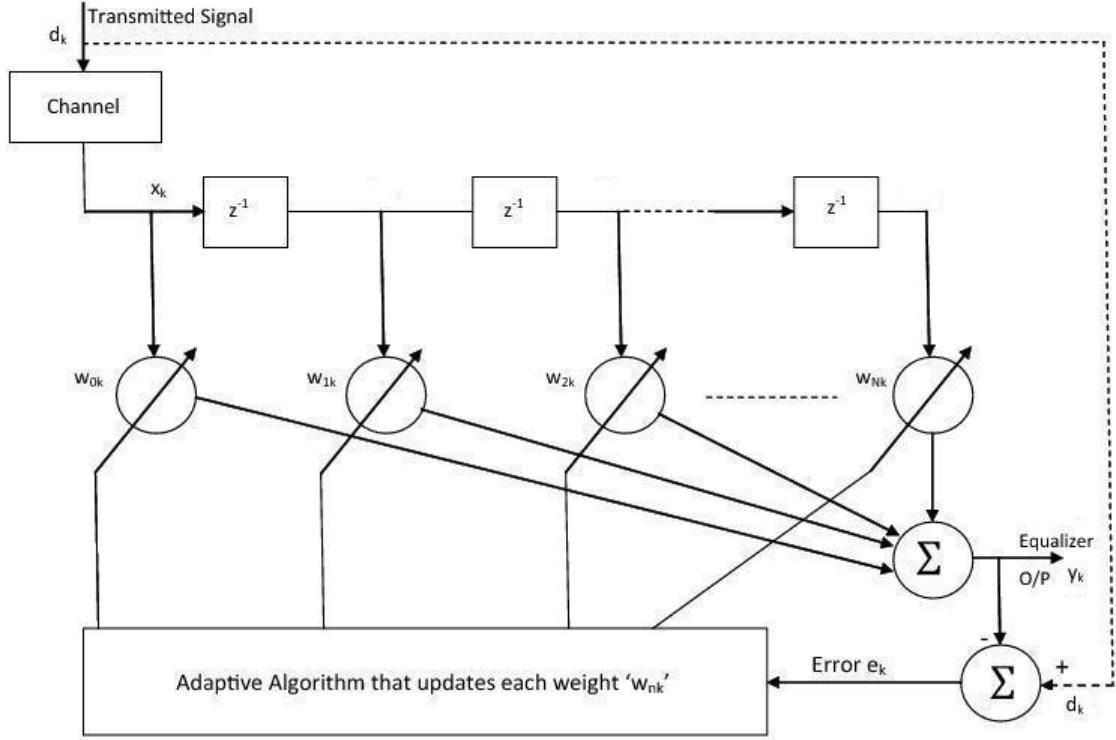 Transmitted Signal
dₖ
Channel
xₖ
z⁻¹
z⁻¹
z⁻¹
w₀ₖ
w₁ₖ
w₂ₖ
w_Nk
Σ
Equalizer
O/P
yₖ
-
Adaptive Algorithm that updates each weight ‘wₙₖ’
Error eₖ
Σ
+
dₖ